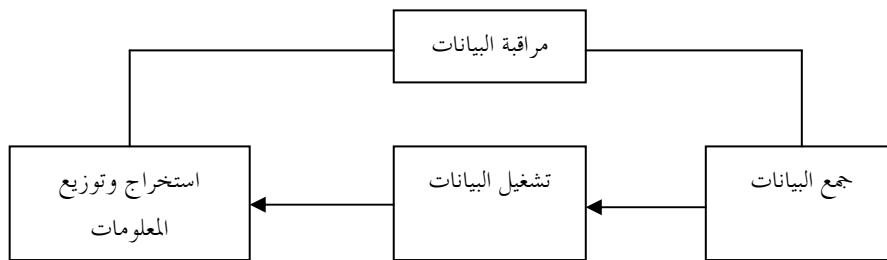 مراقبة البيانات
جمع البيانات
تشغيل البيانات
استخراج وتوزيع
المعلومات